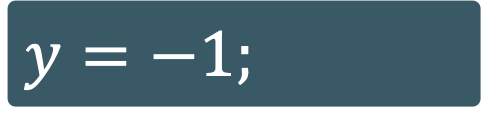 y = −1;